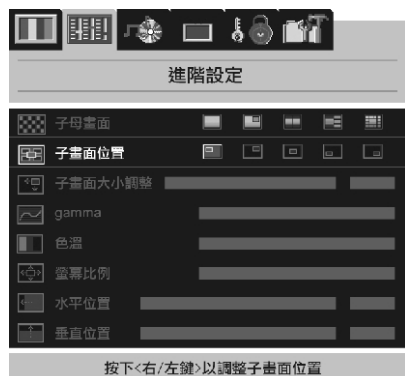 進階設定
子母畫面
子畫面位置
子畫面大小調整
gamma
色溫
螢幕比例
水平位置
垂直位置
按下<右/左鍵>以調整子畫面位置